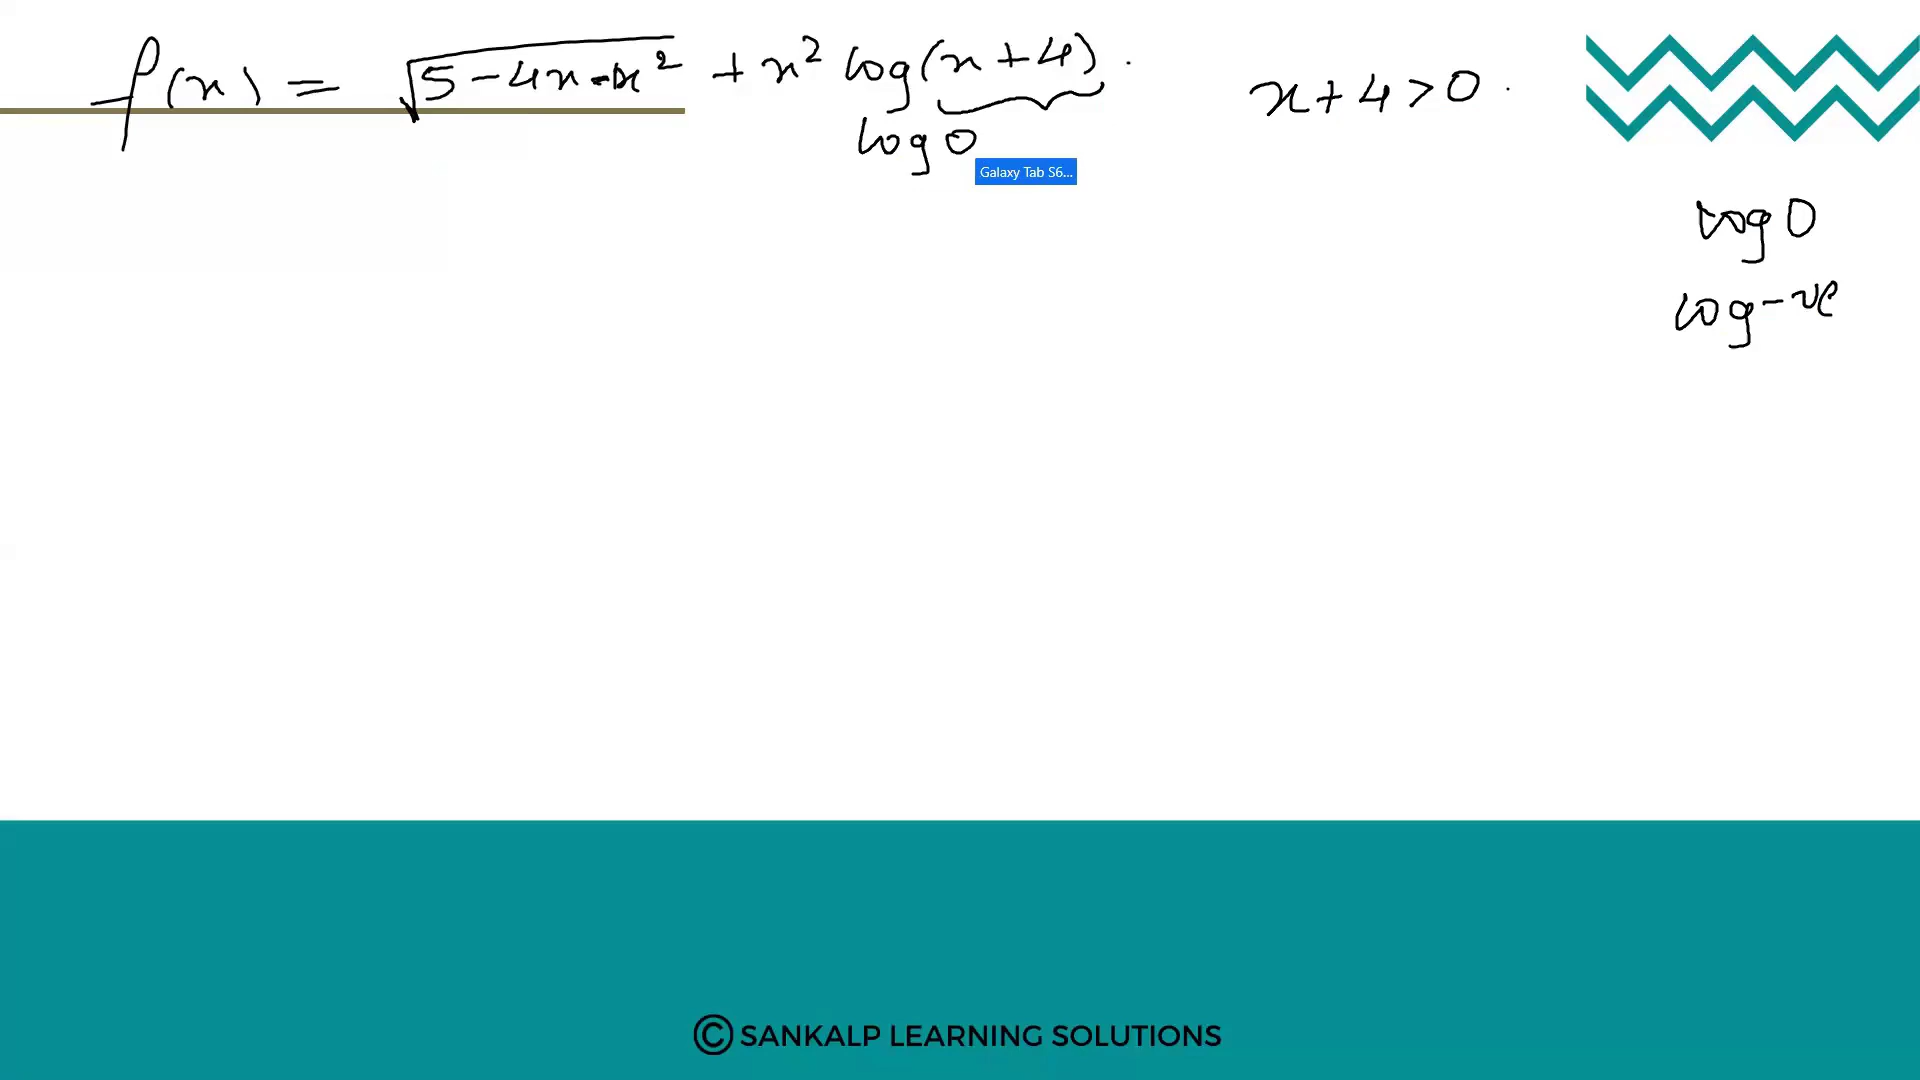 f(x) = √5-4x-x² + x² log(x+4).
x+4>0.
log 0
Galaxy Tab S6...
log 0
log -ve
© SANKALP LEARNING SOLUTIONS